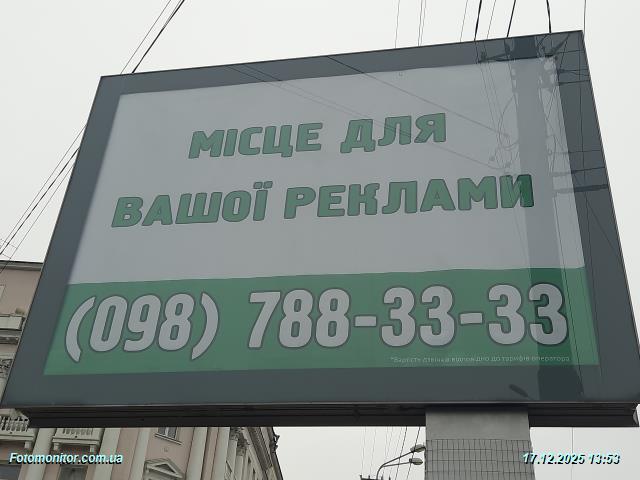 МІСЦЕ ДЛЯ
ВАШОЇ РЕКЛАМИ
(098) 788-33-33
*Вартість дзвінків відповідно до тарифів оператора
Fotomonitor.com.ua
17.12.2025 13:53